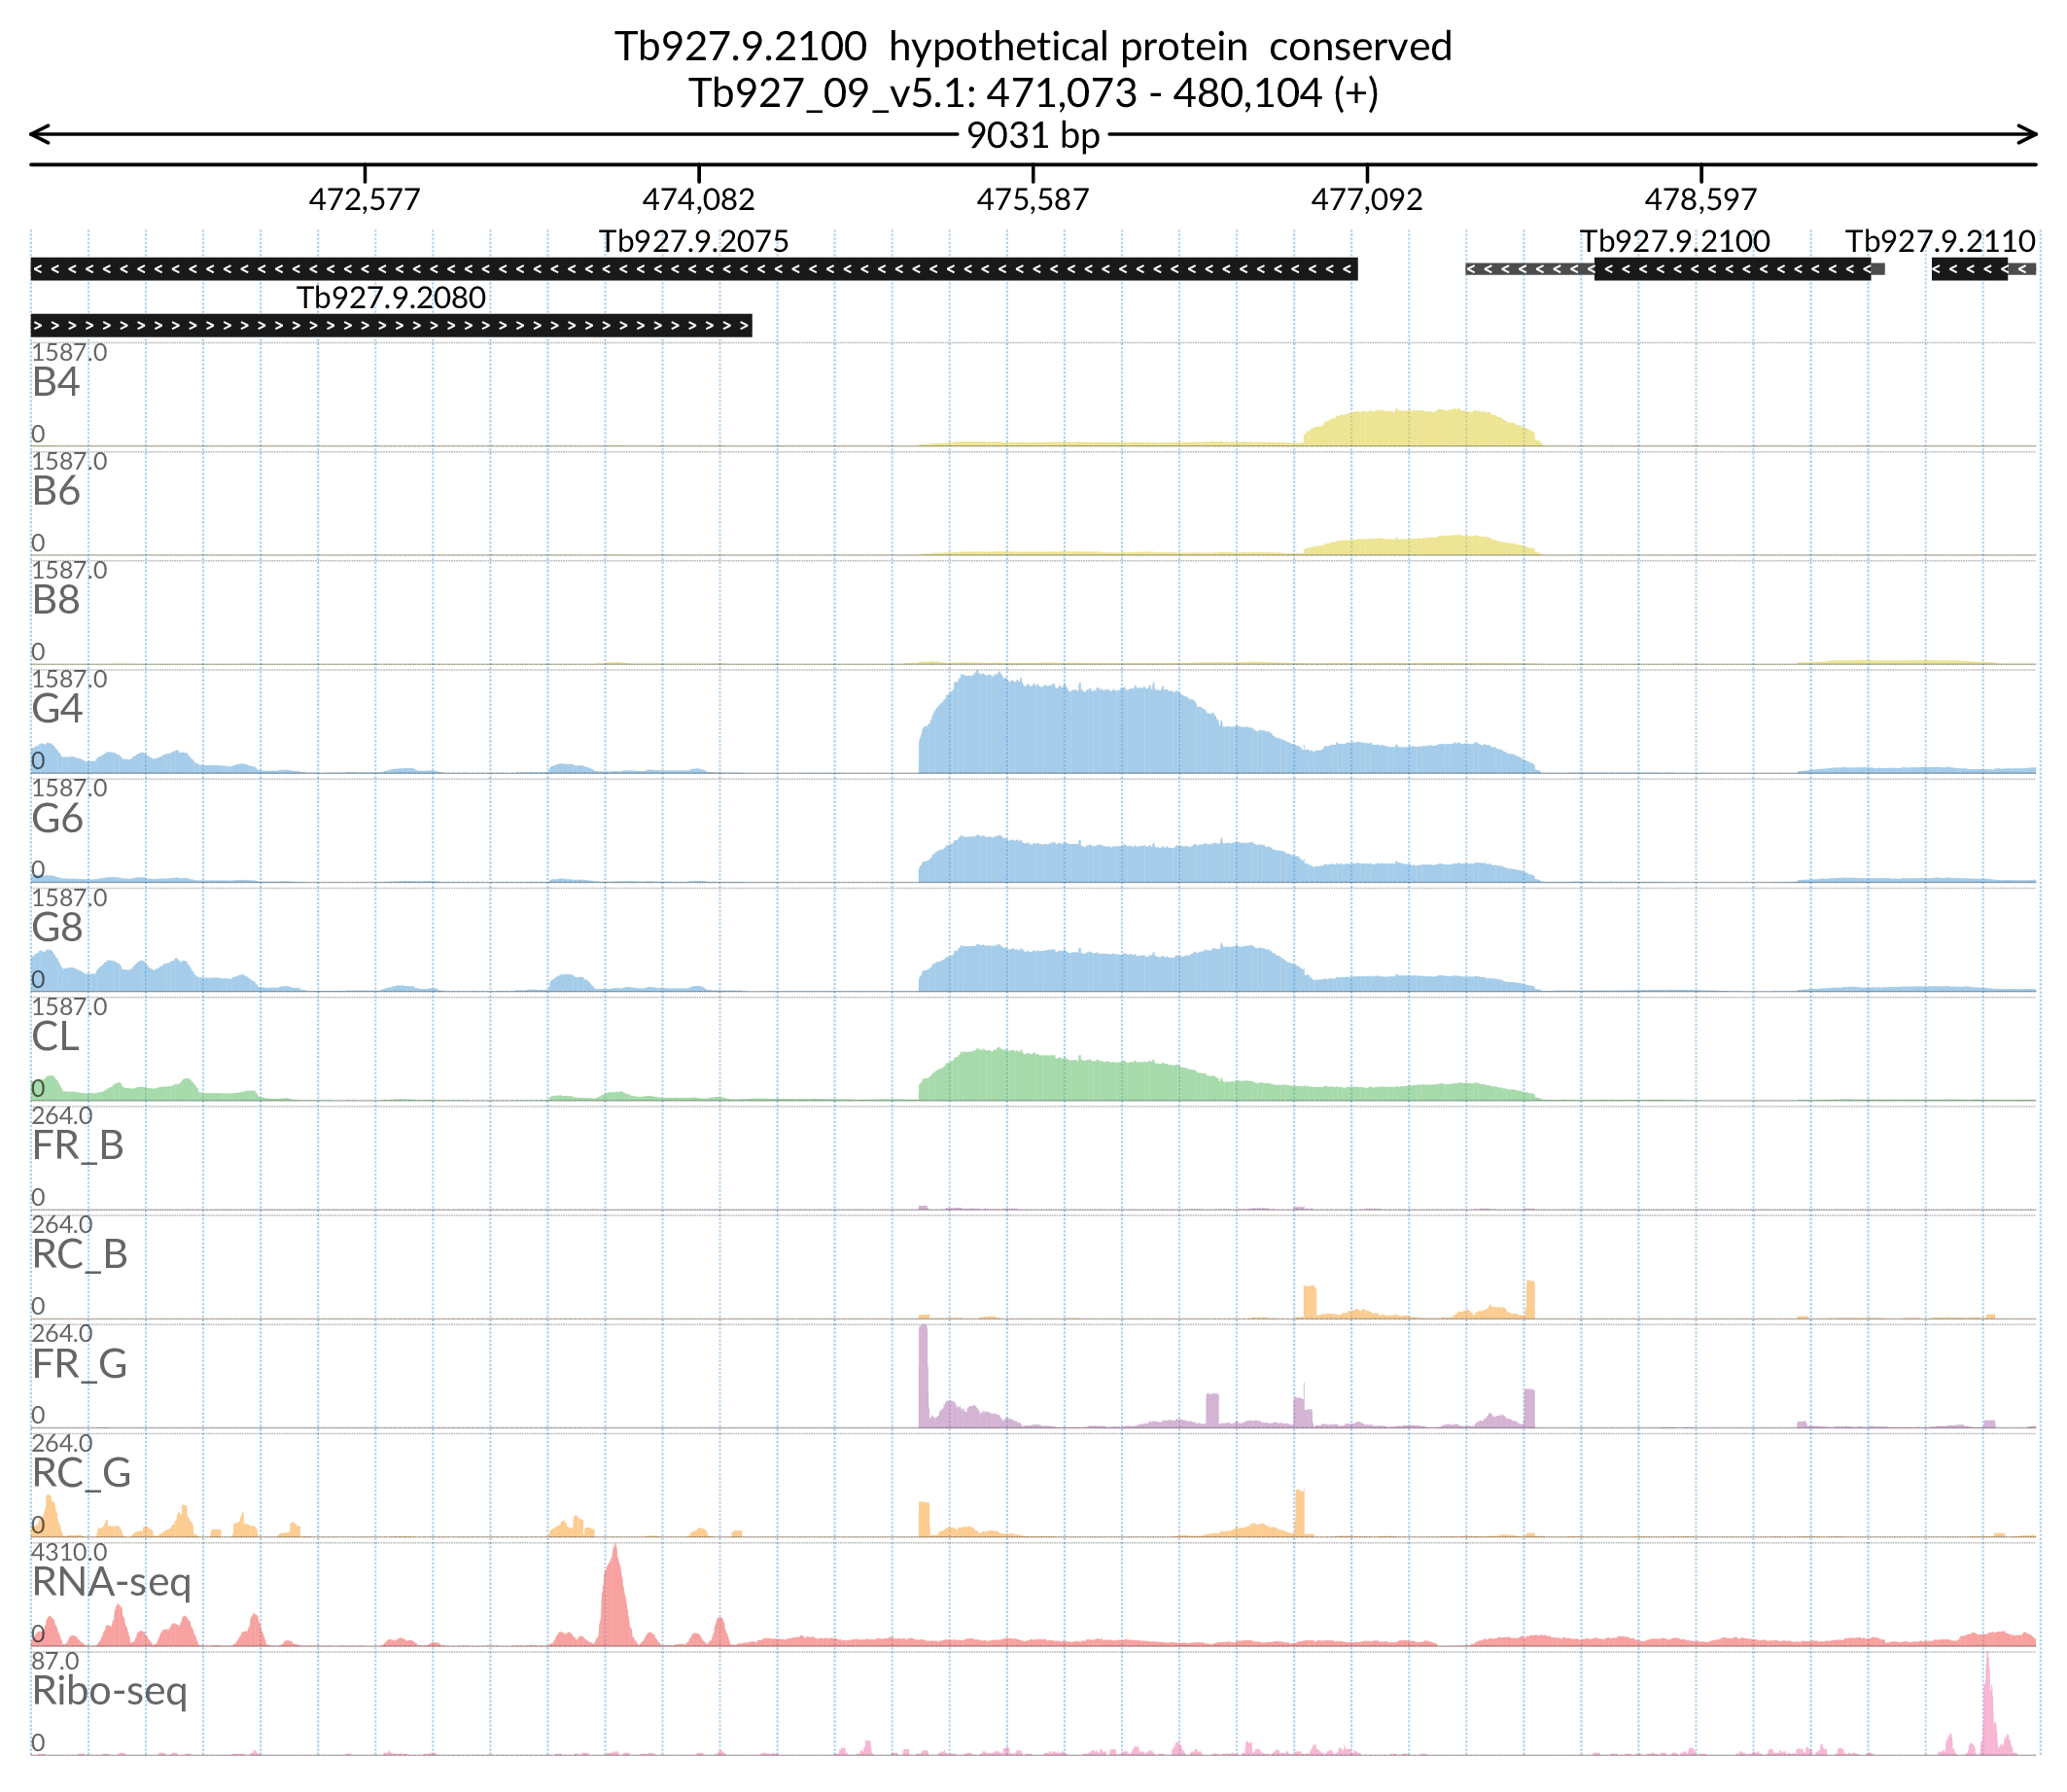 Tb927.9.2100 hypothetical protein conserved
Tb927_09_v5.1: 471,073 - 480,104 (+)
9031 bp
472,577 474,082 475,587 477,092 478,597
Tb927.9.2075 Tb927.9.2100 Tb927.9.2110
Tb927.9.2080
1587.0
B4
0
1587.0
B6
0
1587.0
B8
0
1587.0
G4
0
1587.0
G6
0
1587.0
G8
0
1587.0
CL
0
264.0
FR_B
0
264.0
RC_B
0
264.0
FR_G
0
264.0
RC_G
0
4310.0
RNA-seq
0
87.0
Ribo-seq
0